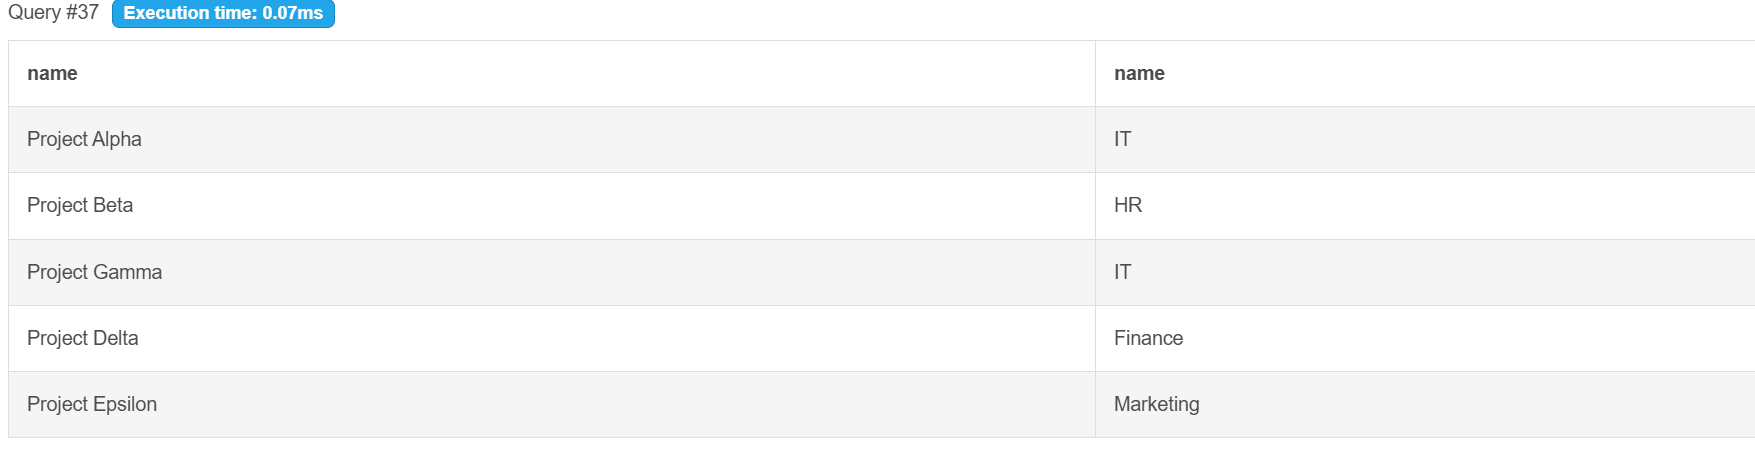 Query #37 Execution time: 0.07ms
name name
Project Alpha IT
Project Beta HR
Project Gamma IT
Project Delta Finance
Project Epsilon Marketing